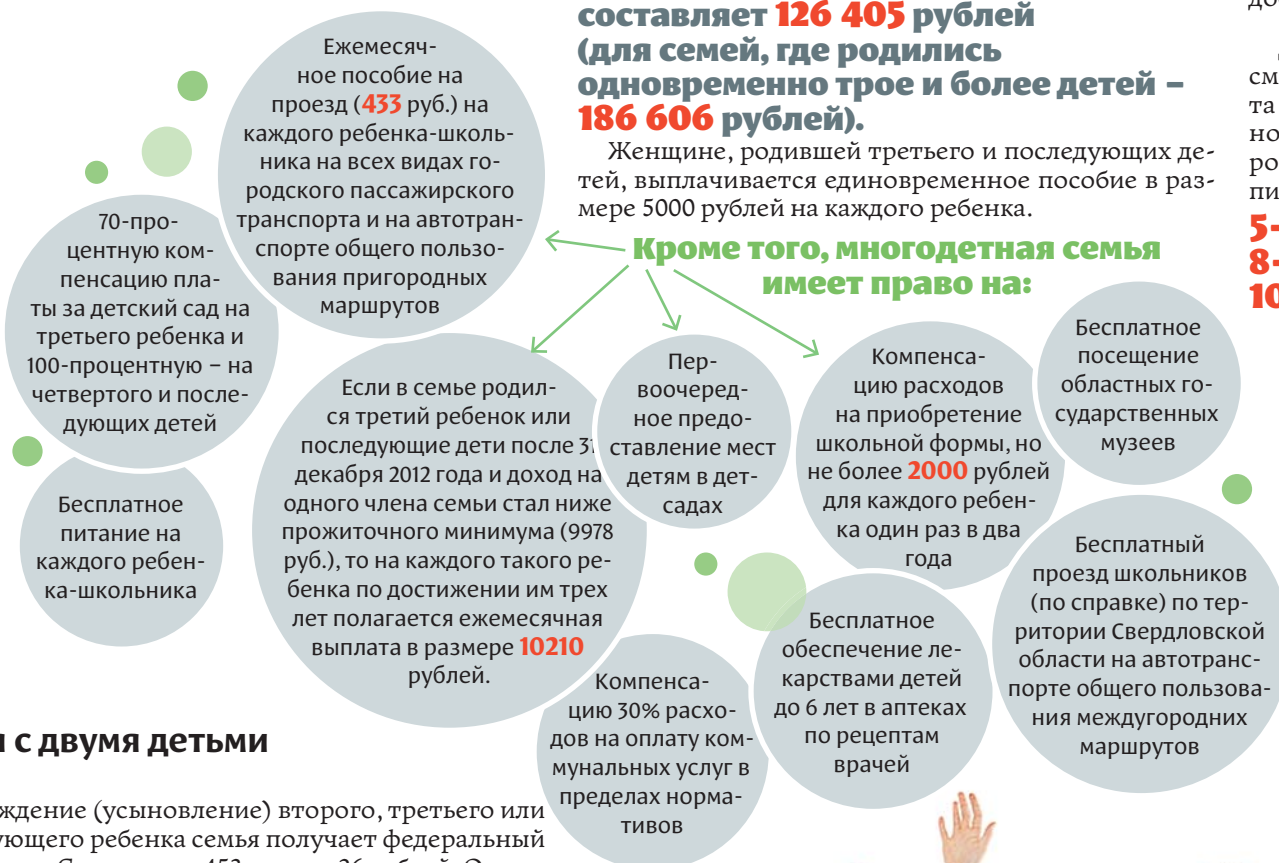 составляет 126 405 рублей
(для семей, где родились
одновременно трое и более детей –
186 606 рублей).
Женщине, родившей третьего и последующих де-
тей, выплачивается единовременное пособие в раз-
мере 5000 рублей на каждого ребенка.
Кроме того, многодетная семья
имеет право на:
Ежемесяч-
ное пособие на
проезд (433 руб.) на
каждого ребенка-школь-
ника на всех видах го-
родского пассажирского
транспорта и на автотран-
спорте общего пользо-
вания пригородных
маршрутов
70-про-
центную ком-
пенсацию пла-
ты за детский сад на
третьего ребенка и
100-процентную – на
четвертого и после-
дующих детей
Бесплатное
питание на
каждого ребен-
ка-школьника
Если в семье родил-
ся третий ребенок или
последующие дети после 31
декабря 2012 года и доход на
одного члена семьи стал ниже
прожиточного минимума (9978
руб.), то на каждого такого ре-
бенка по достижении им трех
лет полагается ежемесячная
выплата в размере 10210
рублей.
Пер-
воочеред-
ное предо-
ставление мест
детям в дет-
садах
Компенса-
цию расходов
на приобретение
школьной формы, но
не более 2000 рублей
для каждого ребен-
ка один раз в два
года
Бесплатное
посещение
областных го-
сударственных
музеев
Компенса-
цию 30% расхо-
дов на оплату ком-
мунальных услуг в
пределах норма-
тивов
Бесплатное
обеспечение ле-
карствами детей
до 6 лет в аптеках
по рецептам
врачей
Бесплатный
проезд школьников
(по справке) по тер-
ритории Свердловской
области на автотранс-
порте общего пользова-
ния междугородних
маршрутов
с двумя детьми
ждение (усыновление) второго, третьего или
ующего ребенка семья получает федеральный
см
та
но
ро
пи
5-
8-
10